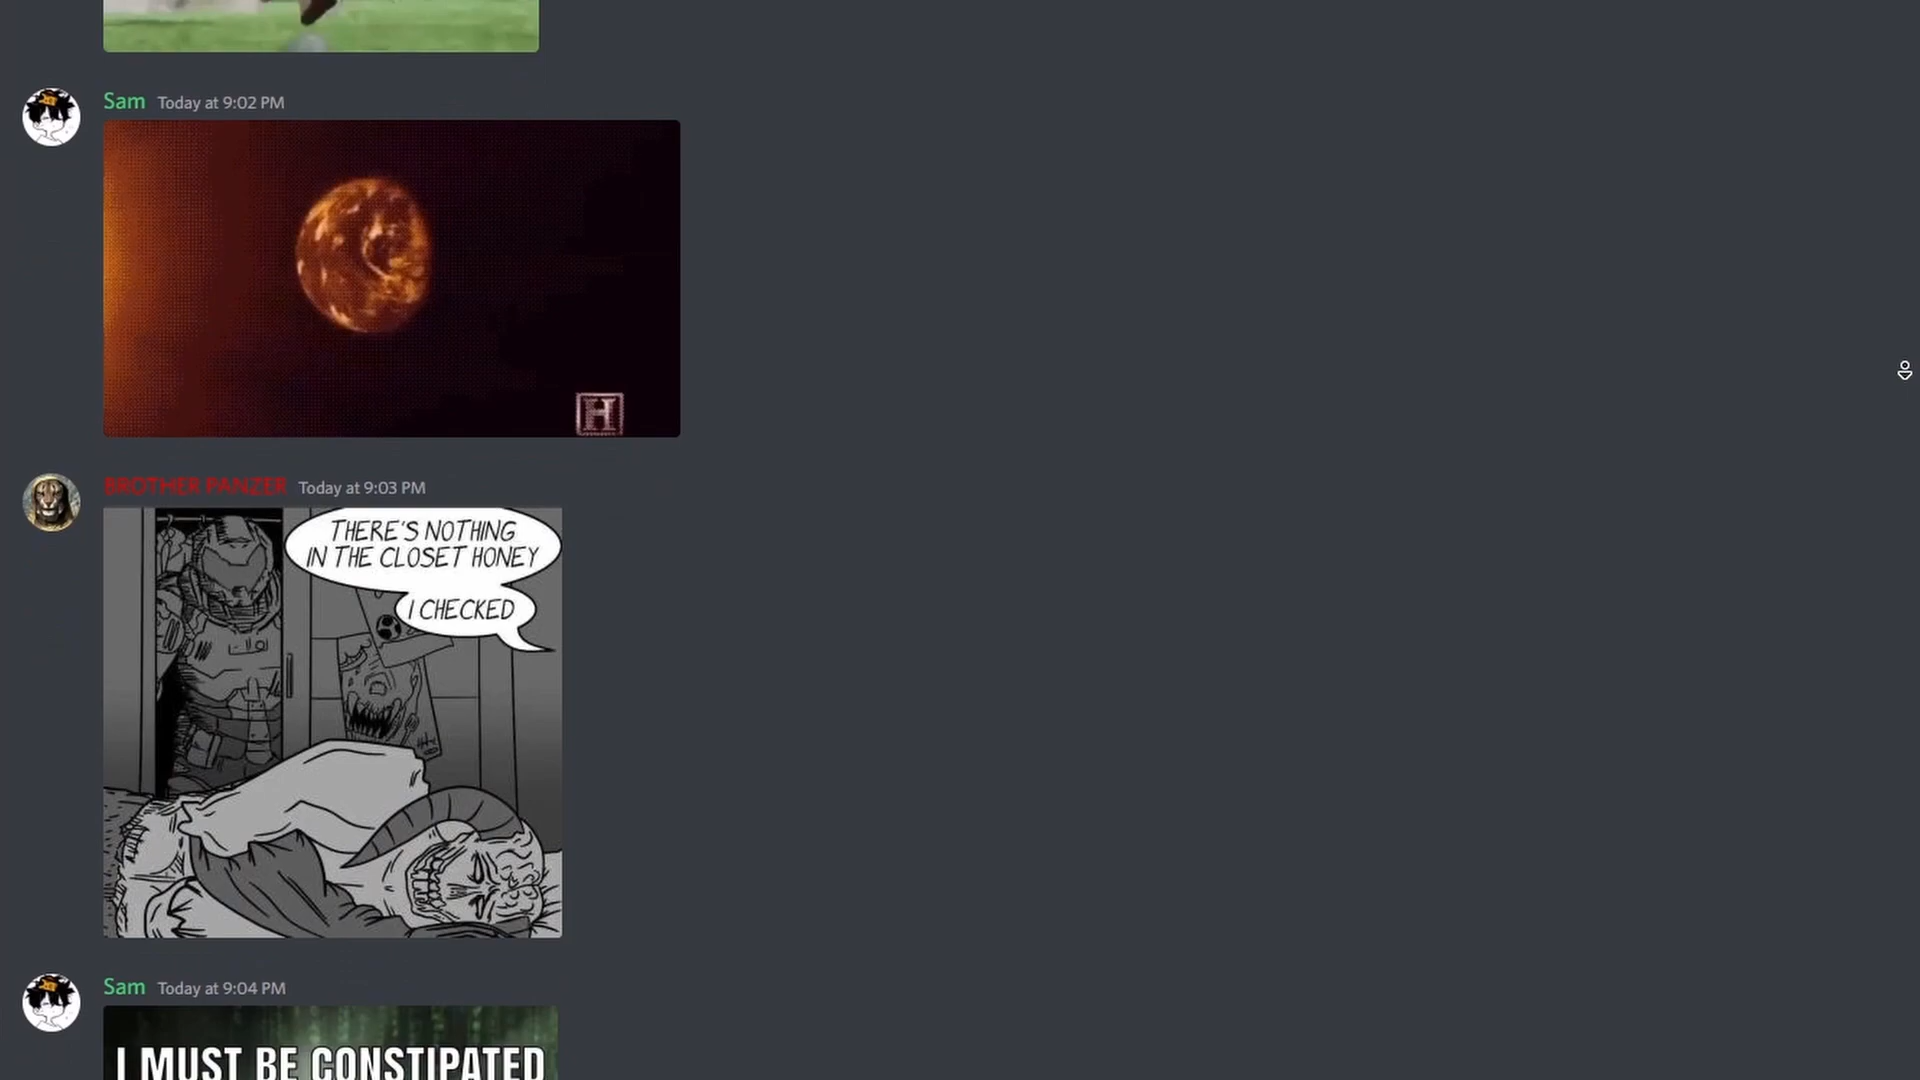 Sam Today at 9:02 PM
H
BROTHER PANZER Today at 9:03 PM
THERE'S NOTHING
IN THE CLOSET HONEY
I CHECKED
Sam Today at 9:04 PM
I MUST BE CONSTIPATED